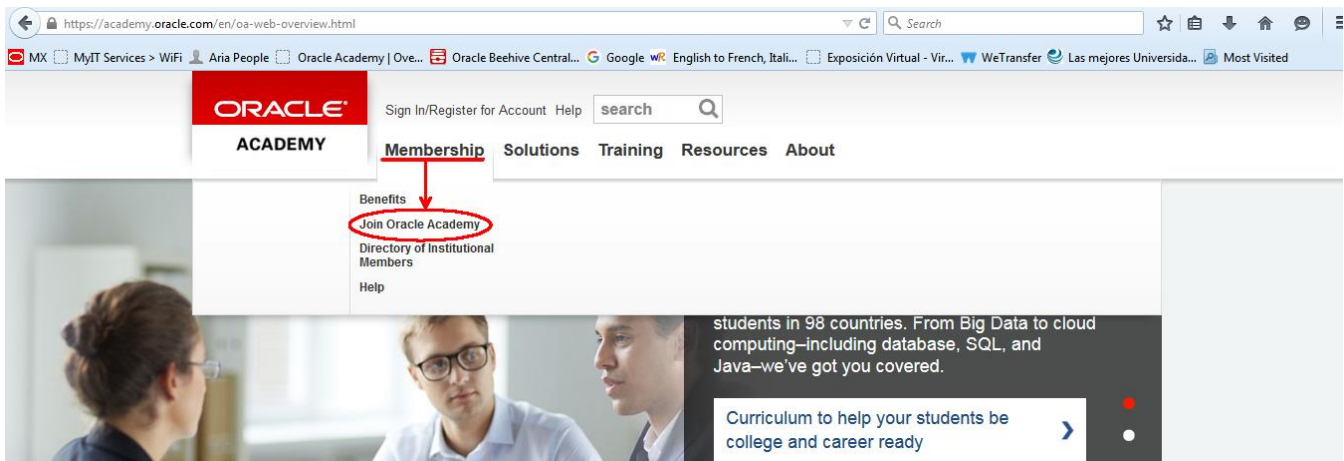 https://academy.oracle.com/en/oa-web-overview.html
Search
MX MyIT Services > WiFi Aria People Oracle Academy | Ove... Oracle Beehive Central... Google English to French, Itali... Exposición Virtual - Vir... WeTransfer Las mejores Universida... Most Visited
ORACLE
ACADEMY
Sign In/Register for Account Help search
Membership Solutions Training Resources About
Benefits
Join Oracle Academy
Directory of Institutional
Members
Help
students in 98 countries. From Big Data to cloud
computing–including database, SQL, and
Java–we've got you covered.
Curriculum to help your students be
college and career ready